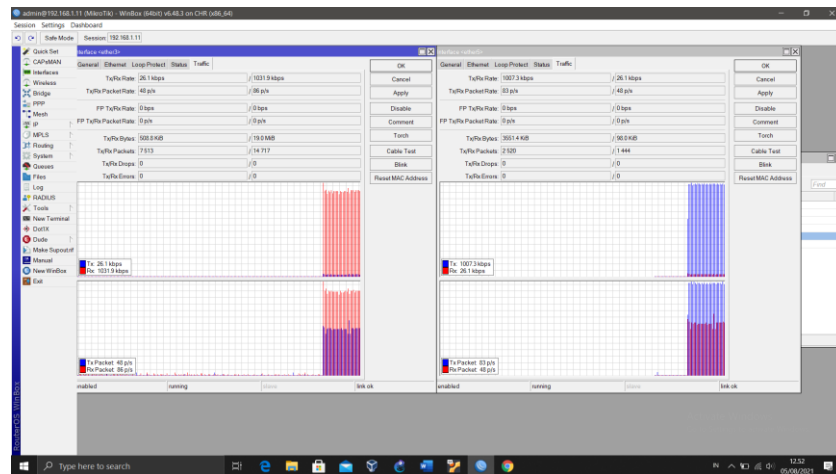 admin@192.168.1.11 (MikroTik) - WinBox (64bit) v6.48.3 on CHR (x86_64)
Session Settings Dashboard
Safe Mode Session: 192.168.1.11
Quick Set
CAPsMAN
Interfaces
Wireless
Bridge
PPP
Mesh
IP
MPLS
Routing
System
Queues
Files
Log
RADIUS
Tools
New Terminal
Dot1X
Dude
Make Supout.rif
Manual
New WinBox
Exit
RouterOS WinBox
nterface <ether3>
General Ethernet Loop Protect Status Traffic
Tx/Rx Rate: 26.1 kbps / 1031.9 kbps
Tx/Rx Packet Rate: 48 p/s / 86 p/s
FP Tx/Rx Rate: 0 bps / 0 bps
FP Tx/Rx Packet Rate: 0 p/s / 0 p/s
Tx/Rx Bytes: 508.0 KiB / 19.0 MiB
Tx/Rx Packets: 7 513 / 14 717
Tx/Rx Drops: 0 / 0
Tx/Rx Errors: 0 / 0
OK
Cancel
Apply
Disable
Comment
Torch
Cable Test
Blink
Reset MAC Address
Tx: 26.1 kbps
Rx: 1031.9 kbps
Tx Packet: 48 p/s
Rx Packet: 86 p/s
enabled running slave link ok
General Ethernet Loop Protect Status Traffic
Tx/Rx Rate: 1007.3 kbps / 26.1 kbps
Tx/Rx Packet Rate: 83 p/s / 48 p/s
FP Tx/Rx Rate: 0 bps / 0 bps
FP Tx/Rx Packet Rate: 0 p/s / 0 p/s
Tx/Rx Bytes: 3551.4 KiB / 98.0 KiB
Tx/Rx Packets: 2 520 / 1 444
Tx/Rx Drops: 0 / 0
Tx/Rx Errors: 0 / 0
OK
Cancel
Apply
Disable
Comment
Torch
Cable Test
Blink
Reset MAC Address
Tx: 1007.3 kbps
Rx: 26.1 kbps
Tx Packet: 83 p/s
Rx Packet: 48 p/s
enabled running slave link ok
Find
Type here to search
IN
12.52
05/08/2021